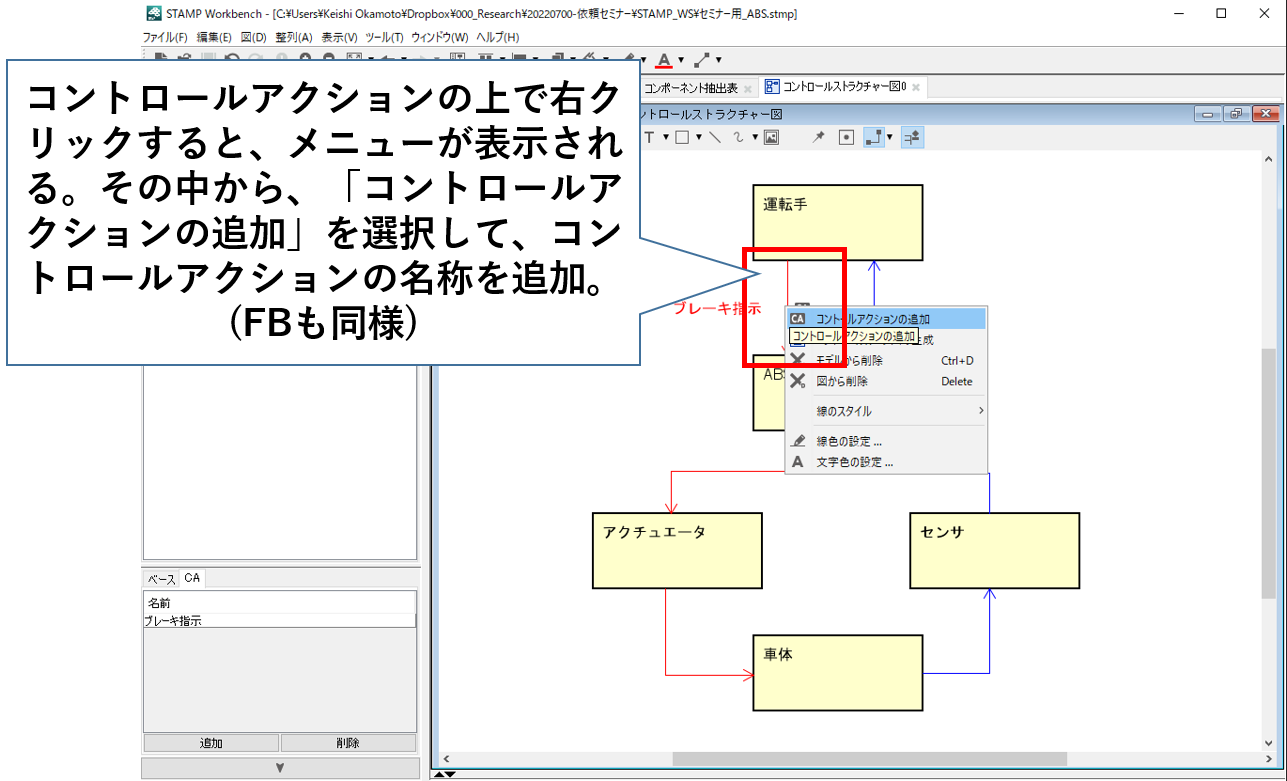 STAMP Workbench - [C:¥Users¥Keishi Okamoto¥Dropbox¥000_Research¥20220700-依頼セミナー¥STAMP_WS¥セミナー用_ABS.stmp]
ファイル(F) 編集(E) 図(D) 整列(A) 表示(V) ツール(T) ウィンドウ(W) ヘルプ(H)
コントロールアクションの上で右ク
リックすると、メニューが表示され
る。その中から、「コントロールア
クションの追加」を選択して、コン
トロールアクションの名称を追加。
(FBも同様)
コンポーネント抽出表
コントロールストラクチャー図0
トロールストラクチャー図
運転手
ブレーキ指示
CA コントロールアクションの追加
コントロールアクションの追加
成
モデルから削除 Ctrl+D
図から削除 Delete
線のスタイル
線色の設定 ...
A 文字色の設定 ...
AB
アクチュエータ
センサ
車体
ベース CA
名前
ブレーキ指示
追加 削除